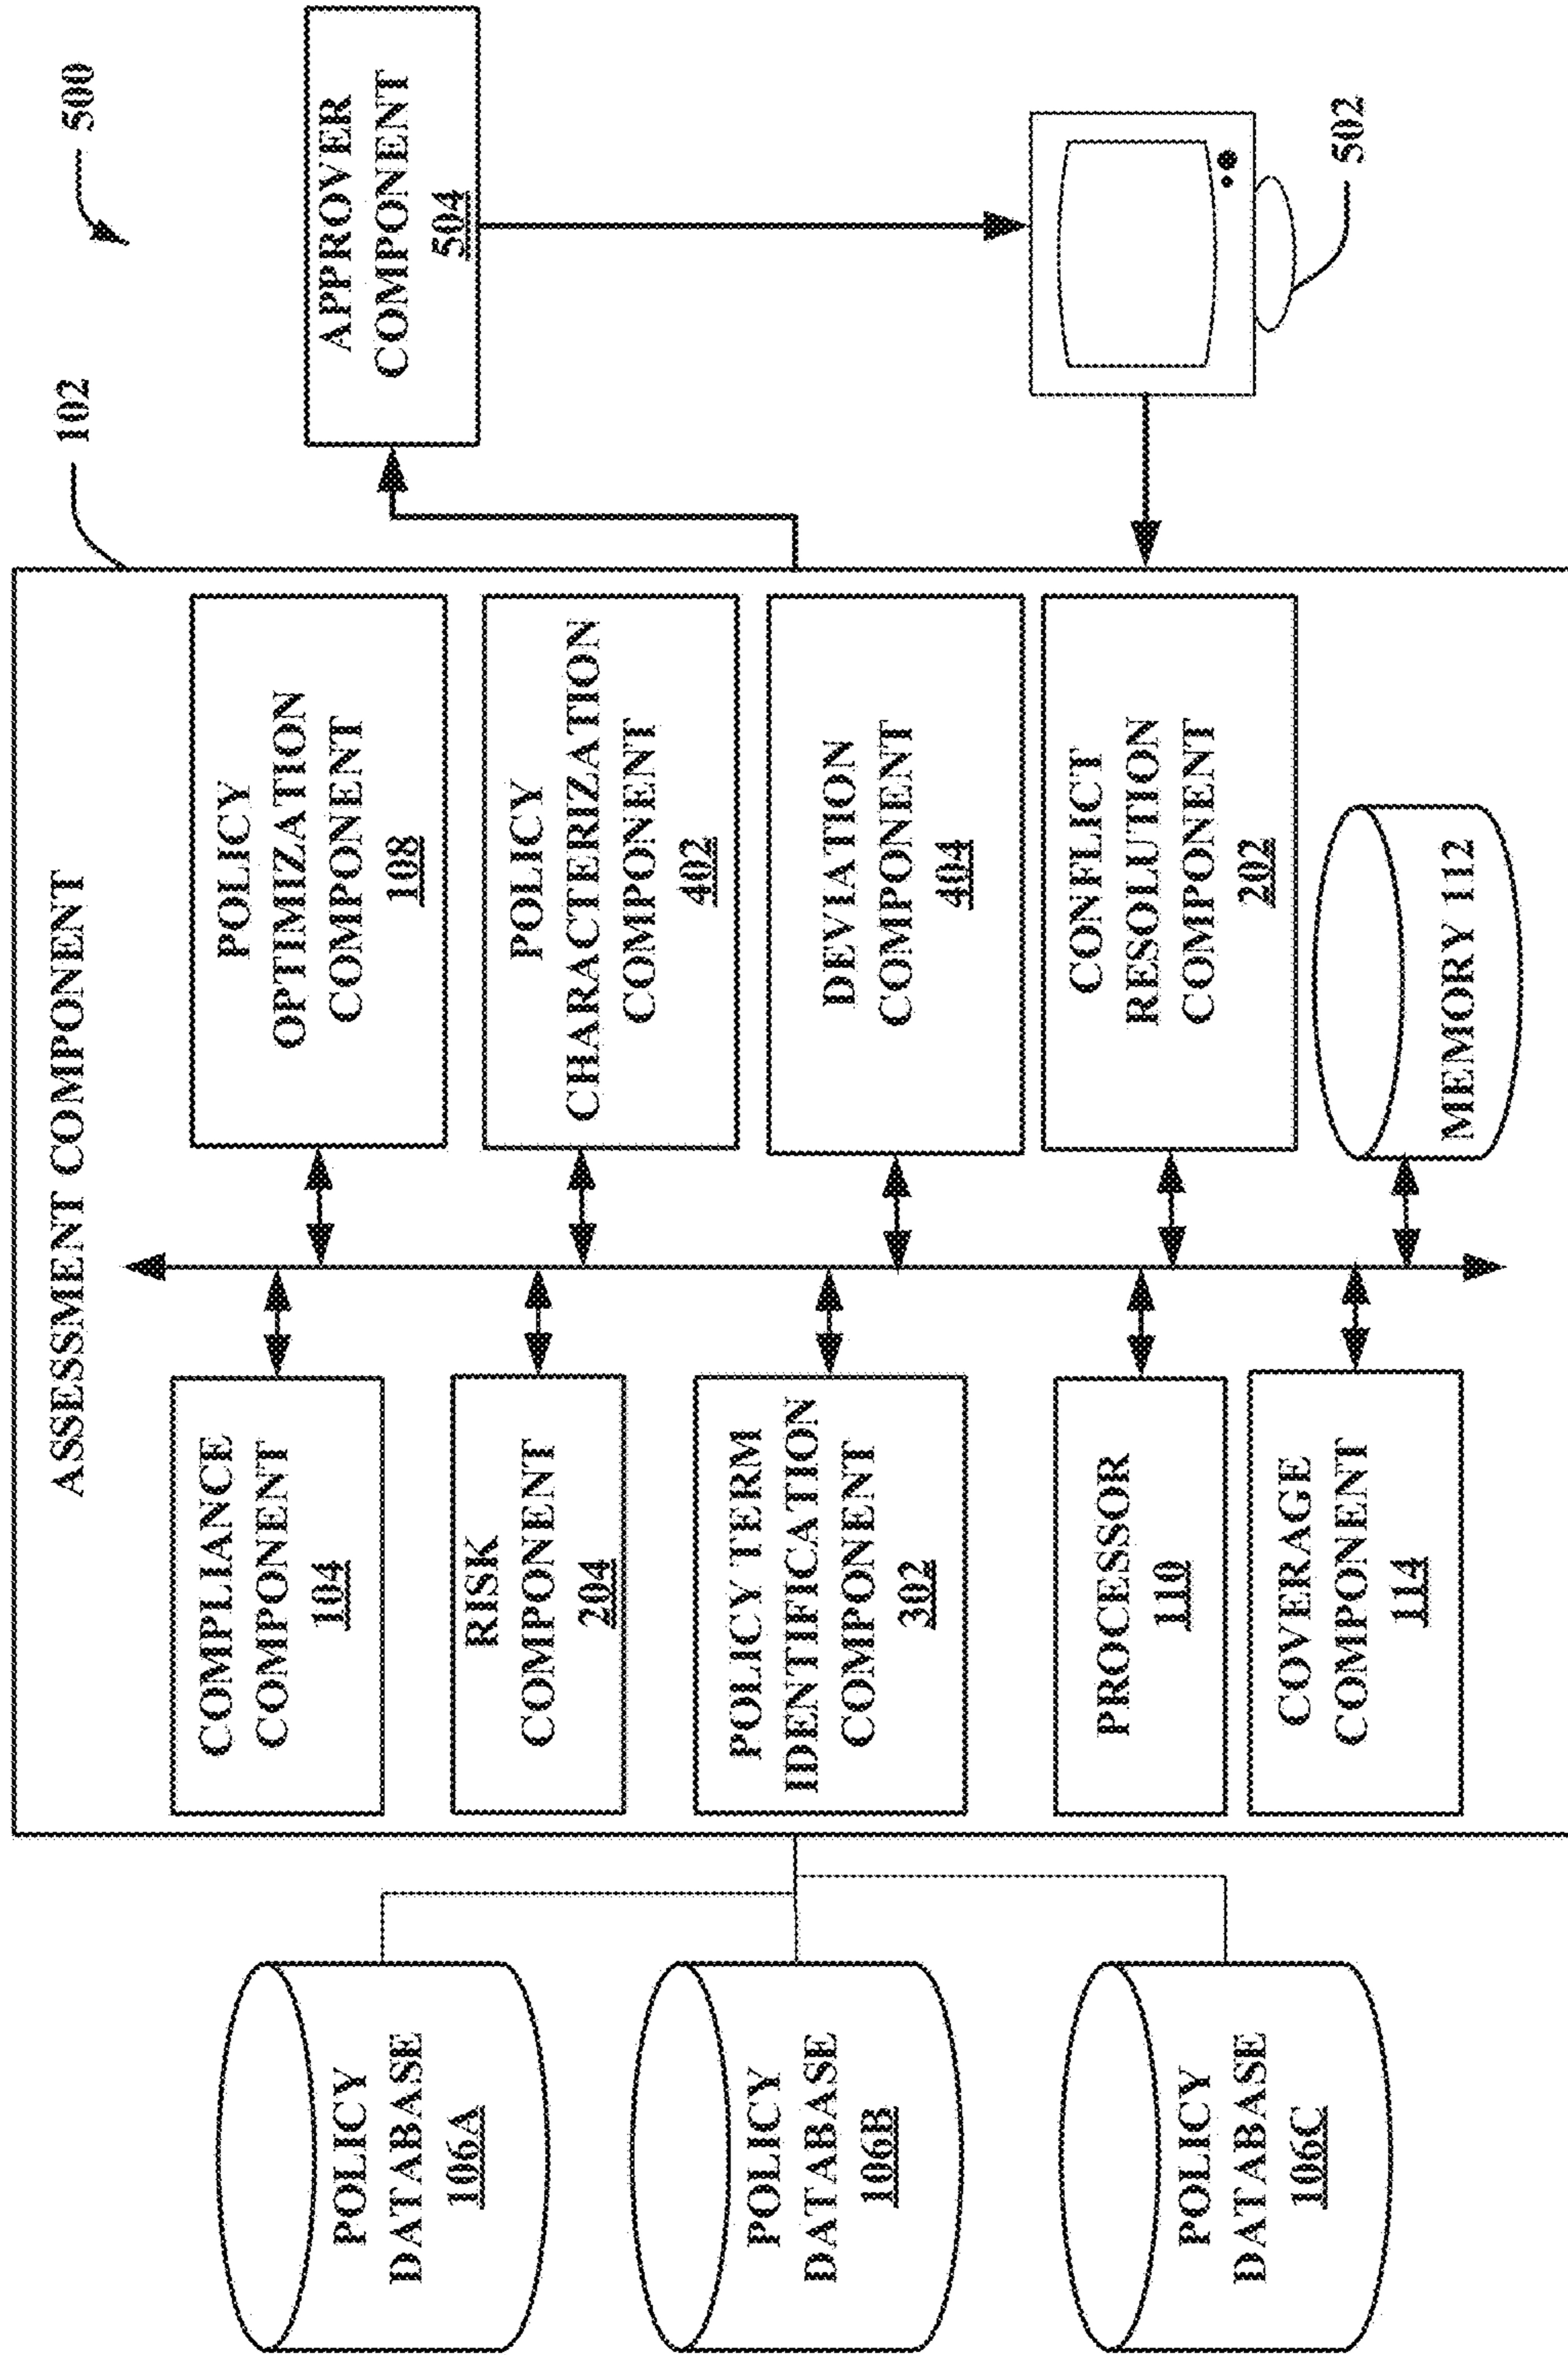 500
102
ASSESSMENT COMPONENT
POLICY
DATABASE
106A
POLICY
DATABASE
106B
POLICY
DATABASE
106C
COMPLIANCE
COMPONENT
104
RISK
COMPONENT
204
POLICY TERM
IDENTIFICATION
COMPONENT
302
PROCESSOR
110
COVERAGE
COMPONENT
114
POLICY
OPTIMIZATION
COMPONENT
108
POLICY
CHARACTERIZATION
COMPONENT
402
DEVIATION
COMPONENT
404
CONFLICT
RESOLUTION
COMPONENT
202
MEMORY 112
APPROVER
COMPONENT
504
502